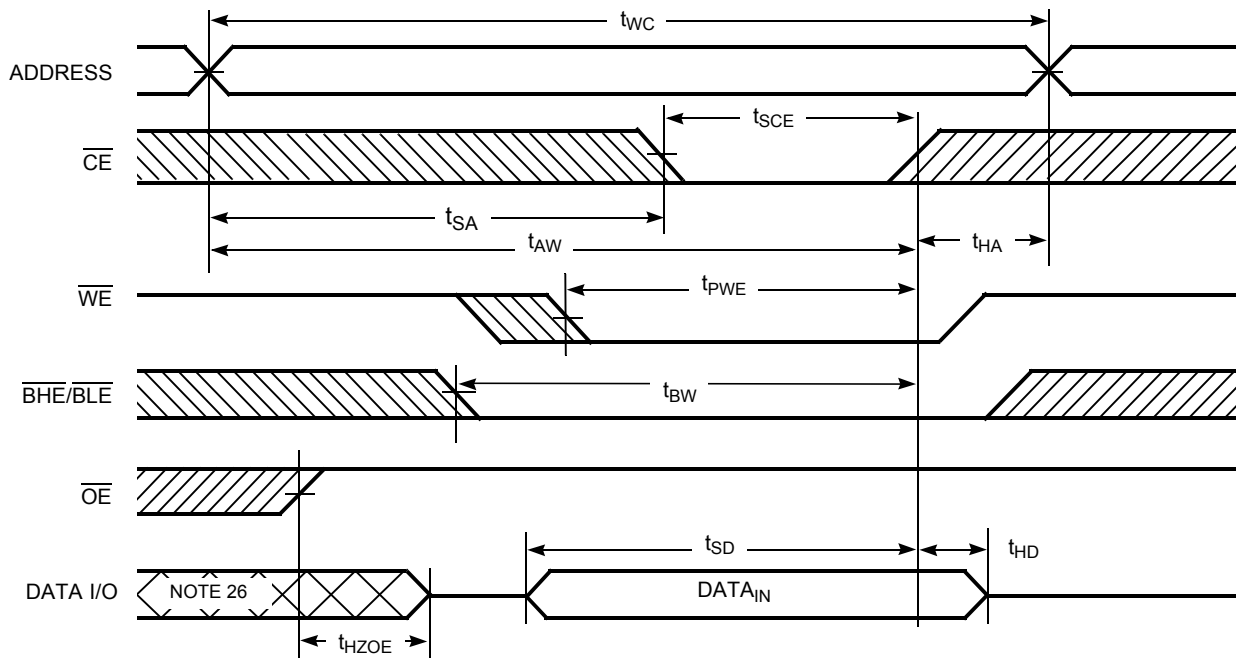 tWC
ADDRESS
tSCE
CE
tSA
tAW
tHA
WE
tPWE
BHE/BLE
tBW
OE
tSD
tHD
DATA I/O
NOTE 26
DATAIN
tHZOE